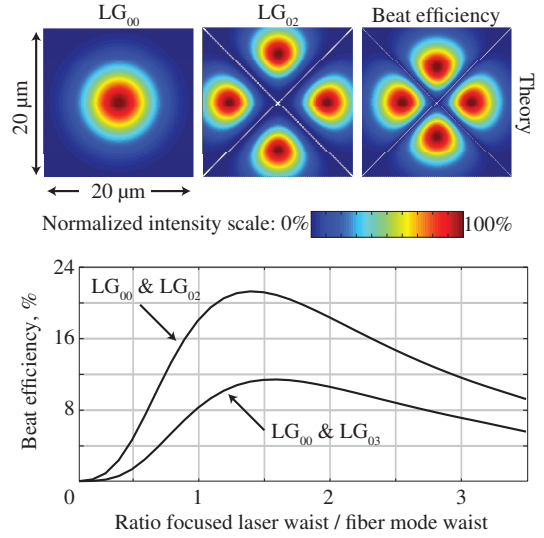 LG₀₀ LG₀₂ Beat efficiency
20 µm
Theory
20 µm
Normalized intensity scale: 0% 100%
24
LG₀₀ & LG₀₂
16
Beat efficiency, %
8
LG₀₀ & LG₀₃
0 1 2 3
Ratio focused laser waist / fiber mode waist